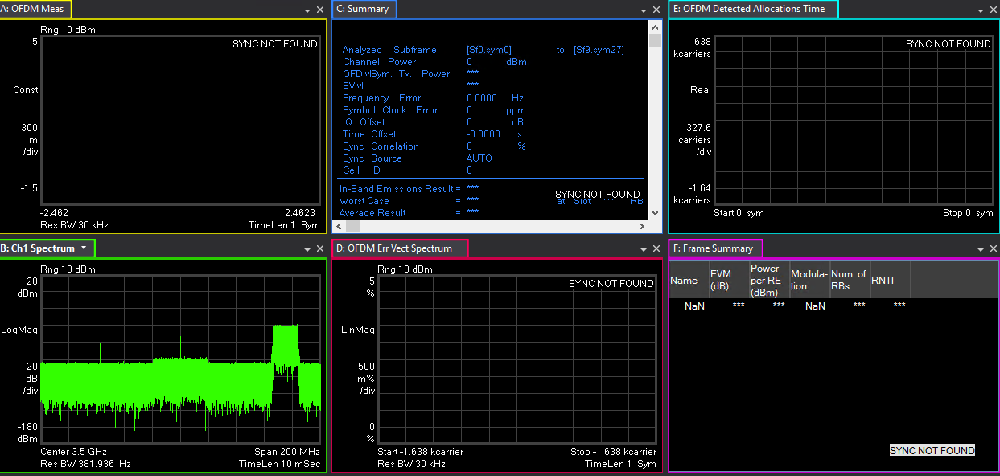 A: OFDM Meas
Rng 10 dBm
SYNC NOT FOUND
1.5
Const
300
m
/div
-1.5
-2.462
2.4623
Res BW 30 kHz
TimeLen 1 Sym
C: Summary
Analyzed Subframe [Sf0,sym0] to [Sf9,sym27]
Channel Power 0 dBm
OFDMSym. Tx. Power ***
EVM ***
Frequency Error 0.0000 Hz
Symbol Clock Error 0 ppm
IQ Offset 0 dB
Time Offset -0.0000 s
Sync Correlation 0 %
Sync Source AUTO
Cell ID 0
In-Band Emissions Result = ***
SYNC NOT FOUND
Worst Case = *** at Slot *** RB
Average Result = ***
E: OFDM Detected Allocations Time
SYNC NOT FOUND
1.638
kcarriers
Real
327.6
carriers
/div
-1.64
kcarriers
Start 0 sym
Stop 0 sym
B: Ch1 Spectrum
Rng 10 dBm
20
dBm
LogMag
20
dB
/div
-180
dBm
Center 3.5 GHz
Span 200 MHz
Res BW 381.936 Hz
TimeLen 10 mSec
D: OFDM Err Vect Spectrum
Rng 10 dBm
SYNC NOT FOUND
5
%
LinMag
500
m%
/div
0
%
Start -1.638 kcarrier
Stop -1.638 kcarrier
Res BW 30 kHz
TimeLen 1 Sym
F: Frame Summary
Name
EVM
(dB)
Power
per RE
(dBm)
Modula-
tion
Num. of
RBs
RNTI
NaN *** *** NaN *** ***
SYNC NOT FOUND